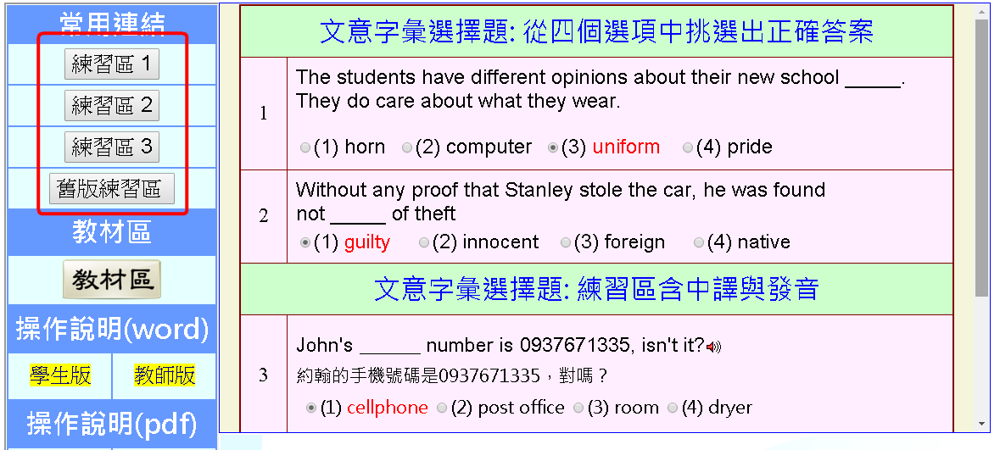 常用連結
練習區 1
練習區 2
練習區 3
舊版練習區
教材區
教材區
操作說明(word)
學生版 教師版
操作說明(pdf)
文意字彙選擇題: 從四個選項中挑選出正確答案
1
The students have different opinions about their new school _____.
They do care about what they wear.
(1) horn (2) computer (3) uniform (4) pride
2
Without any proof that Stanley stole the car, he was found
not _____ of theft
(1) guilty (2) innocent (3) foreign (4) native
文意字彙選擇題: 練習區含中譯與發音
3
John's ______ number is 0937671335, isn't it?
約翰的手機號碼是0937671335，對嗎？
(1) cellphone (2) post office (3) room (4) dryer